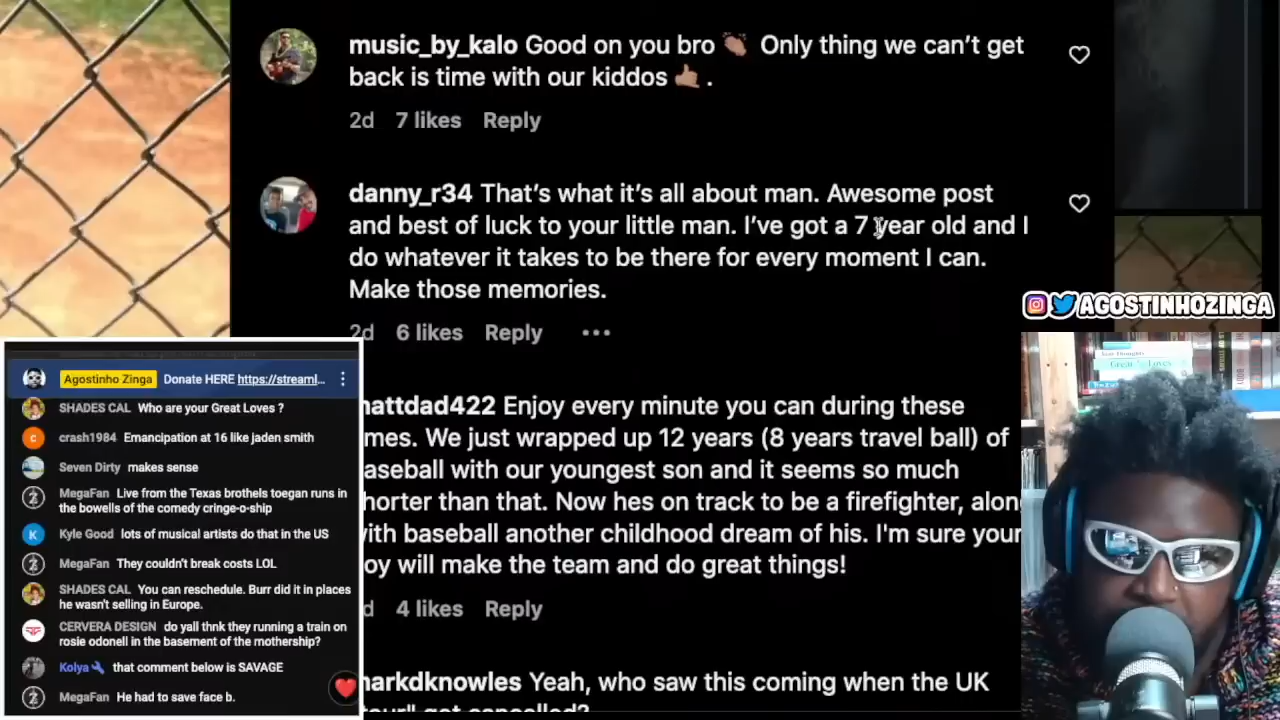 music_by_kalo Good on you bro 👏🏽 Only thing we can’t get
back is time with our kiddos 🤙🏽 .
2d 7 likes Reply
danny_r34 That’s what it’s all about man. Awesome post
and best of luck to your little man. I’ve got a 7 year old and I
do whatever it takes to be there for every moment I can.
Make those memories.
2d 6 likes Reply
AGOSTINHOZINGA
Agostinho Zinga Donate HERE https://streaml...
SHADES CAL Who are your Great Loves ?
crash1984 Emancipation at 16 like jaden smith
Seven Dirty makes sense
MegaFan Live from the Texas brothels toegan runs in
the bowells of the comedy cringe-o-ship
Kyle Good lots of musical artists do that in the US
MegaFan They couldn't break costs LOL
SHADES CAL You can reschedule. Burr did it in places
he wasn't selling in Europe.
CERVERA DESIGN do yall thnk they running a train on
rosie odonell in the basement of the mothership?
Kolya that comment below is SAVAGE
MegaFan He had to save face b.
attdad422 Enjoy every minute you can during these
mes. We just wrapped up 12 years (8 years travel ball) of
aseball with our youngest son and it seems so much
horter than that. Now hes on track to be a firefighter, alon
ith baseball another childhood dream of his. I'm sure your
oy will make the team and do great things!
d 4 likes Reply
arkdknowles Yeah, who saw this coming when the UK
Great Loves